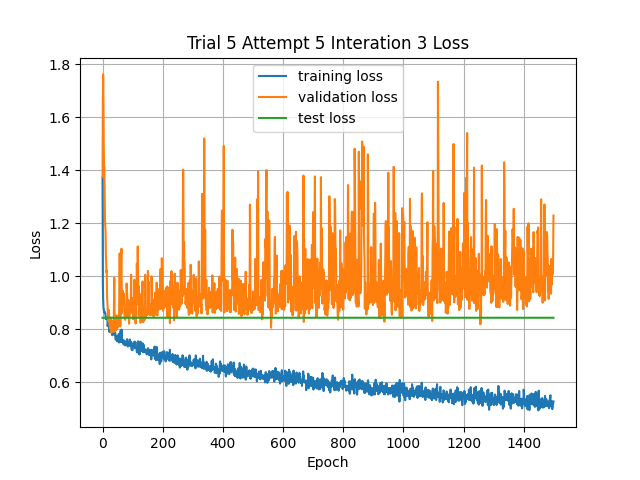 Trial 5 Attempt 5 Interation 3 Loss
training loss
validation loss
test loss
Loss
1.8
1.6
1.4
1.2
1.0
0.8
0.6
0
200
400
600
800
1000
1200
1400
Epoch